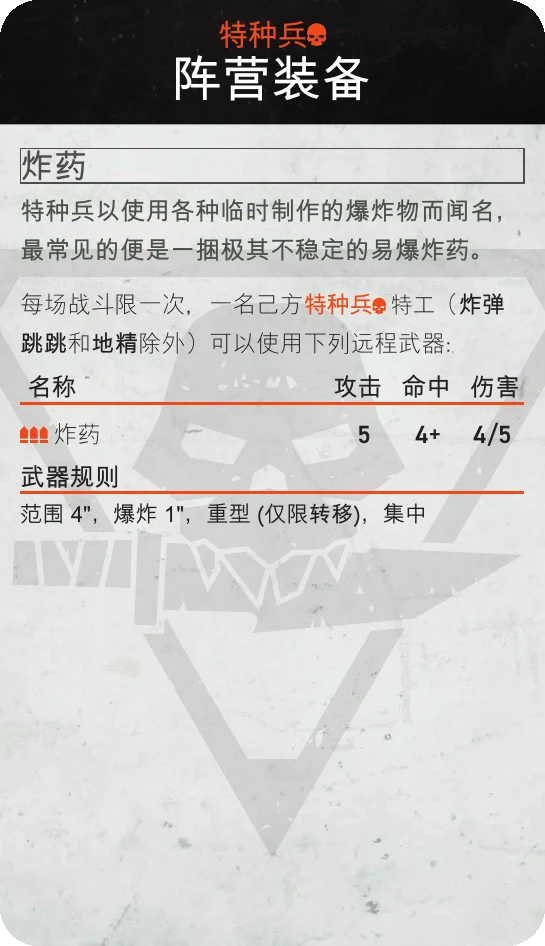 特种兵
阵营装备
炸药
特种兵以使用各种临时制作的爆炸物而闻名，
最常见的便是一捆极其不稳定的易爆炸药。
每场战斗限一次，一名己方特种兵特工（炸弹
跳跳和地精除外）可以使用下列远程武器:
名称 攻击 命中 伤害
炸药 5 4+ 4/5
武器规则
范围 4", 爆炸 1", 重型 (仅限转移), 集中